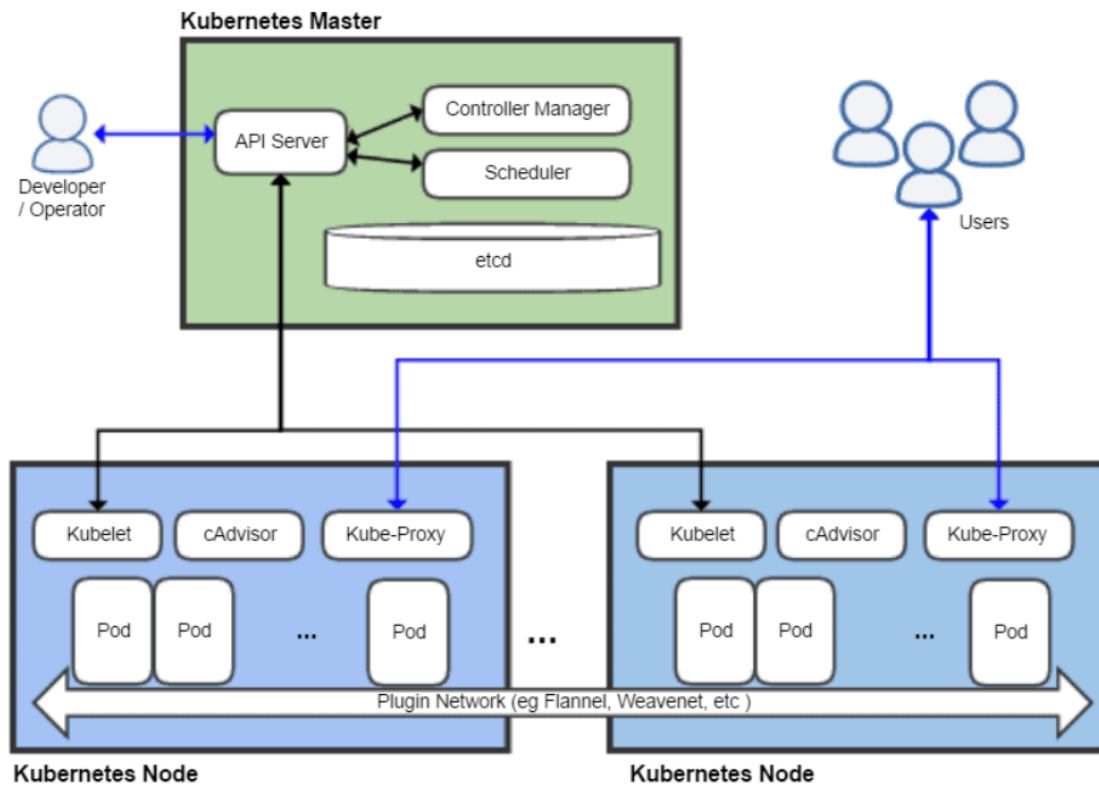 Kubernetes Master
API Server
Controller Manager
Scheduler
etcd
Developer
/ Operator
Users
Kubelet
cAdvisor
Kube-Proxy
Pod
Pod
...
Pod
...
Kubelet
cAdvisor
Kube-Proxy
Pod
Pod
...
Pod
Plugin Network (eg Flannel, Weavenet, etc )
Kubernetes Node
Kubernetes Node